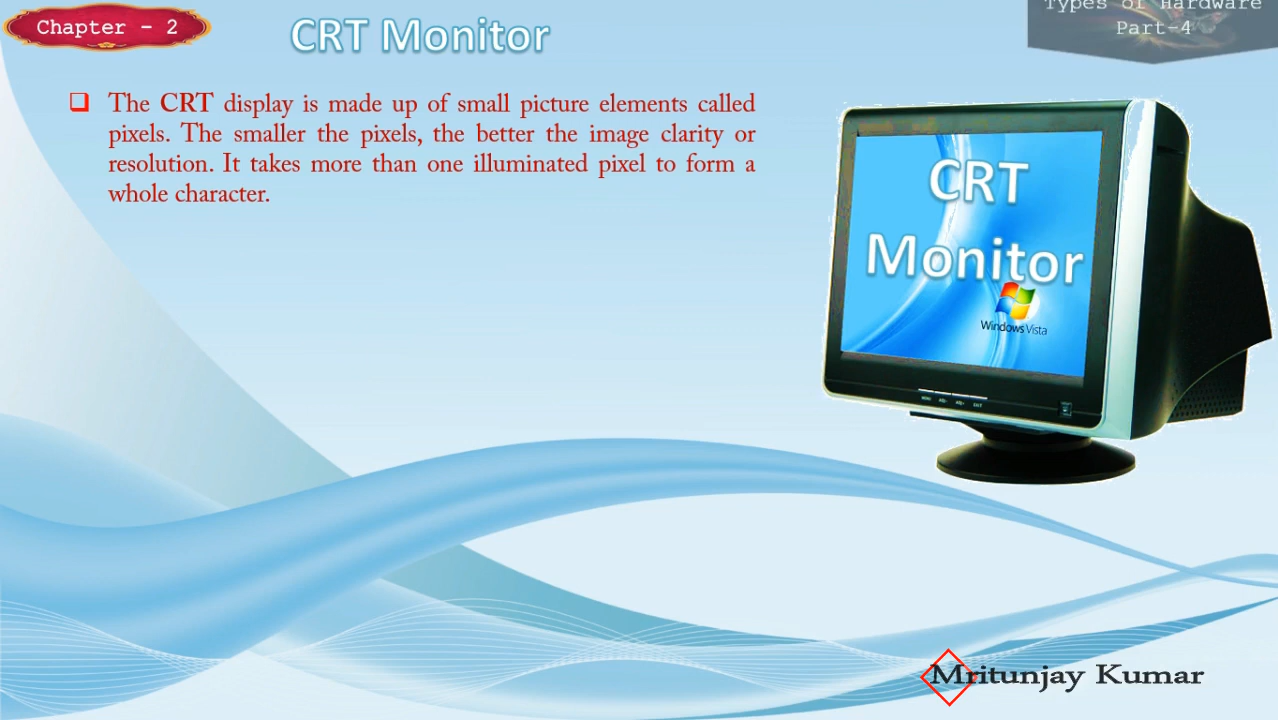 Chapter - 2
CRT Monitor
Types of Hardware
Part-4
The CRT display is made up of small picture elements called
pixels. The smaller the pixels, the better the image clarity or
resolution. It takes more than one illuminated pixel to form a
whole character.
CRT
Monitor
Windows Vista
Mritunjay Kumar